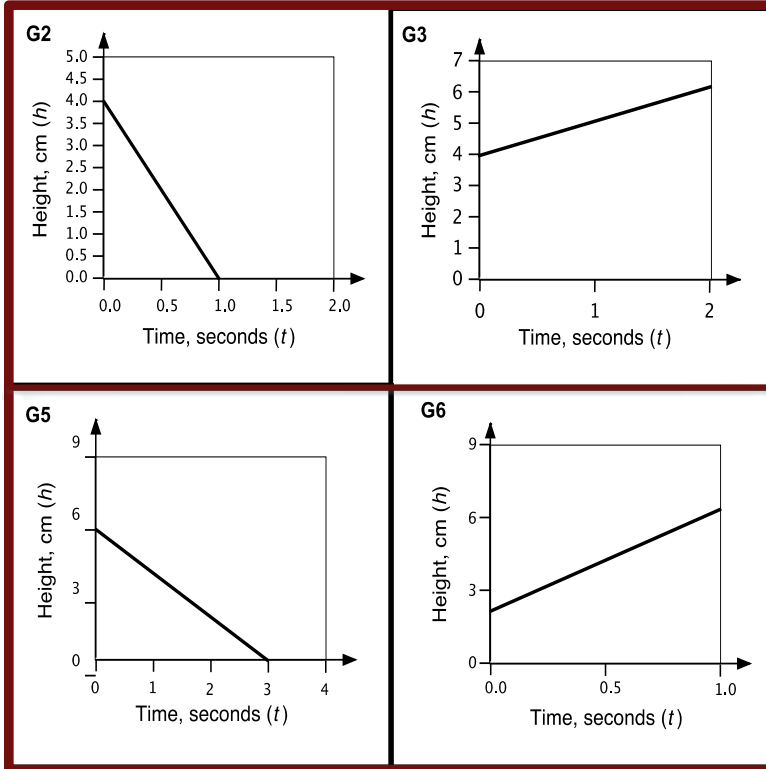 G2
5.0
4.5
4.0
3.5
3.0
2.5
2.0
1.5
1.0
0.5
0.0
Height, cm (h)
0.0 0.5 1.0 1.5 2.0
Time, seconds (t)
G3
7
6
5
4
3
2
1
0
Height, cm (h)
0 1 2
Time, seconds (t)
G5
9
6
3
0
Height, cm (h)
0 1 2 3 4
Time, seconds (t)
G6
9
6
3
0
Height, cm (h)
0.0 0.5 1.0
Time, seconds (t)